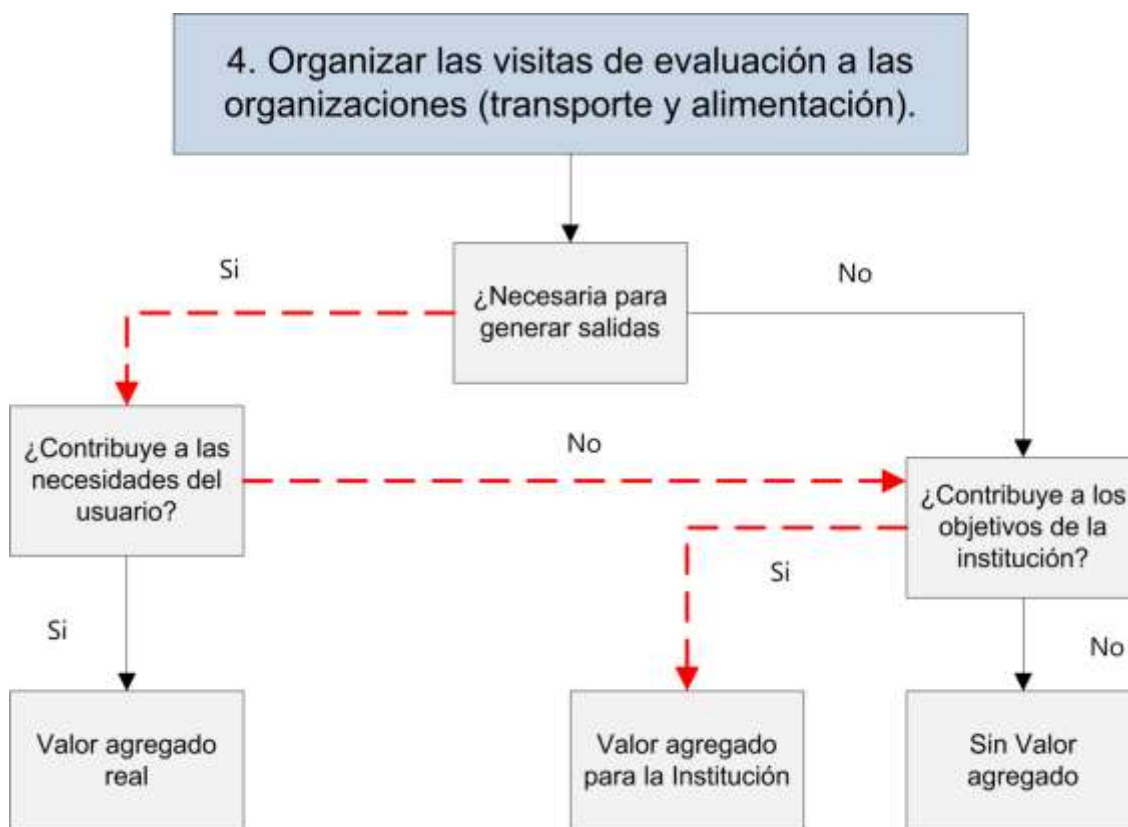 4. Organizar las visitas de evaluación a las
organizaciones (transporte y alimentación).
Si
No
¿Necesaria para
generar salidas
¿Contribuye a las
necesidades del
usuario?
No
¿Contribuye a los
objetivos de la
institución?
Si
Si
No
Valor agregado
real
Valor agregado
para la Institución
Sin Valor
agregado